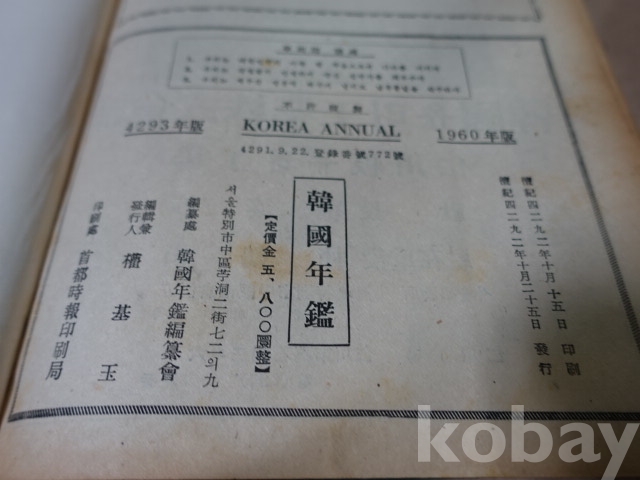 不許複製
4293年版
KOREA ANNUAL
1960年版
4291.9.22.登錄番號772號
檀紀四二九二年十月十五日 印刷
檀紀四二九二年十月二十五日 發行
韓國年鑑
【定價金 五、八〇〇圜整】
서울特別市中區苧洞二街七二의九
編纂處 韓國年鑑編纂會
編輯兼
發行人 權基玉
印刷處 首都時報印刷局
kobay